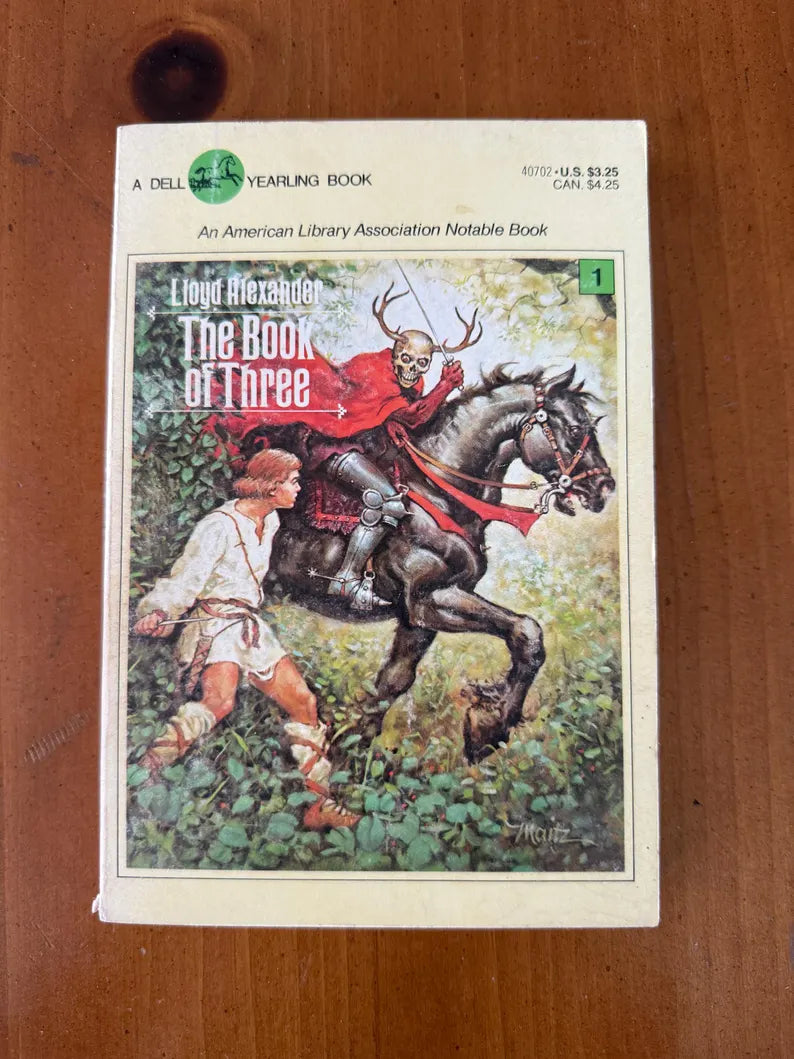 A DELL YEARLING BOOK
40702 • U.S. $3.25
CAN. $4.25
An American Library Association Notable Book
1
Lloyd Alexander
The Book
of Three
Maitz